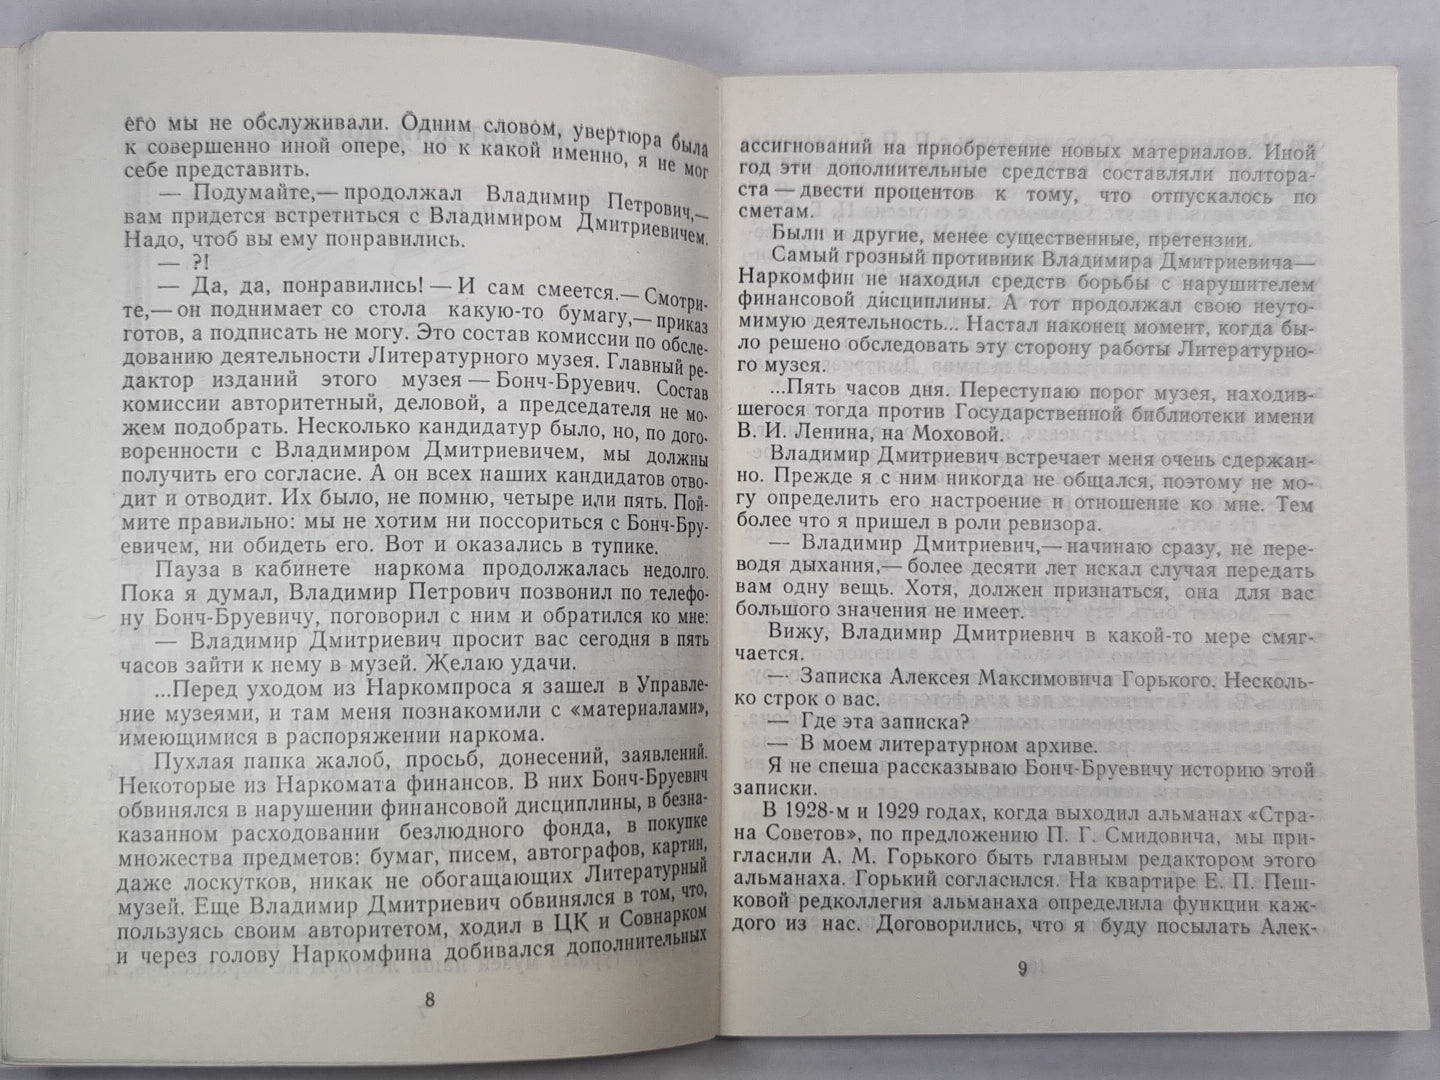 его мы не обслуживали. Одним словом, увертюра была
к совершенно иной опере, но к какой именно, я не мог
себе представить.
— Подумайте,— продолжал Владимир Петрович,—
вам придется встретиться с Владимиром Дмитриевичем.
Надо, чтоб вы ему понравились.
— ?!
— Да, да, понравились! — И сам смеется.— Смотри-
те,— он поднимает со стола какую-то бумагу,— приказ
готов, а подписать не могу. Это состав комиссии по обсле-
дованию деятельности Литературного музея. Главный ре-
дактор изданий этого музея — Бонч-Бруевич. Состав
комиссии авторитетный, деловой, а председателя не мо-
жем подобрать. Несколько кандидатур было, но, по дого-
воренности с Владимиром Дмитриевичем, мы должны
получить его согласие. А он всех наших кандидатов отво-
дит и отводит. Их было, не помню, четыре или пять. Пой-
мите правильно: мы не хотим ни поссориться с Бонч-Бру-
евичем, ни обидеть его. Вот и оказались в тупике.
Пауза в кабинете наркома продолжалась недолго.
Пока я думал, Владимир Петрович позвонил по телефо-
ну Бонч-Бруевичу, поговорил с ним и обратился ко мне:
— Владимир Дмитриевич просит вас сегодня в пять
часов зайти к нему в музей. Желаю удачи.
...Перед уходом из Наркомпроса я зашел в Управле-
ние музеями, и там меня познакомили с «материалами»,
имеющимися в распоряжении наркома.
Пухлая папка жалоб, просьб, донесений, заявлений.
Некоторые из Наркомата финансов. В них Бонч-Бруевич
обвинялся в нарушении финансовой дисциплины, в безна-
казанном расходовании безлюдного фонда, в покупке
множества предметов: бумаг, писем, автографов, картин,
даже лоскутков, никак не обогащающих Литературный
музей. Еще Владимир Дмитриевич обвинялся в том, что,
пользуясь своим авторитетом, ходил в ЦК и Совнарком
и через голову Наркомфина добивался дополнительных
8
ассигнований на приобретение новых материалов. Иной
год эти дополнительные средства составляли полтора-
ста — двести процентов к тому, что отпускалось по
сметам.
Были и другие, менее существенные, претензии.
Самый грозный противник Владимира Дмитриевича—
Наркомфин не находил средств борьбы с нарушителем
финансовой дисциплины. А тот продолжал свою неуто-
мимую деятельность... Настал наконец момент, когда бы-
ло решено обследовать эту сторону работы Литературно-
го музея.
...Пять часов дня. Переступаю порог музея, находив-
шегося тогда против Государственной библиотеки имени
В. И. Ленина, на Моховой.
Владимир Дмитриевич встречает меня очень сдержан-
но. Прежде я с ним никогда не общался, поэтому не мо-
гу определить его настроение и отношение ко мне. Тем
более что я пришел в роли ревизора.
— Владимир Дмитриевич,— начинаю сразу, не пере-
водя дыхания,— более десяти лет искал случая передать
вам одну вещь. Хотя, должен признаться, она для вас
большого значения не имеет.
Вижу, Владимир Дмитриевич в какой-то мере смяг-
чается.
— Записка Алексея Максимовича Горького. Несколь-
ко строк о вас.
— Где эта записка?
— В моем литературном архиве.
Я не спеша рассказываю Бонч-Бруевичу историю этой
записки.
В 1928-м и 1929 годах, когда выходил альманах «Стра-
на Советов», по предложению П. Г. Смидовича, мы при-
гласили А. М. Горького быть главным редактором этого
альманаха. Горький согласился. На квартире Е. П. Пеш-
ковой редколлегия альманаха определила функции каж-
дого из нас. Договорились, что я буду посылать Алек-
9